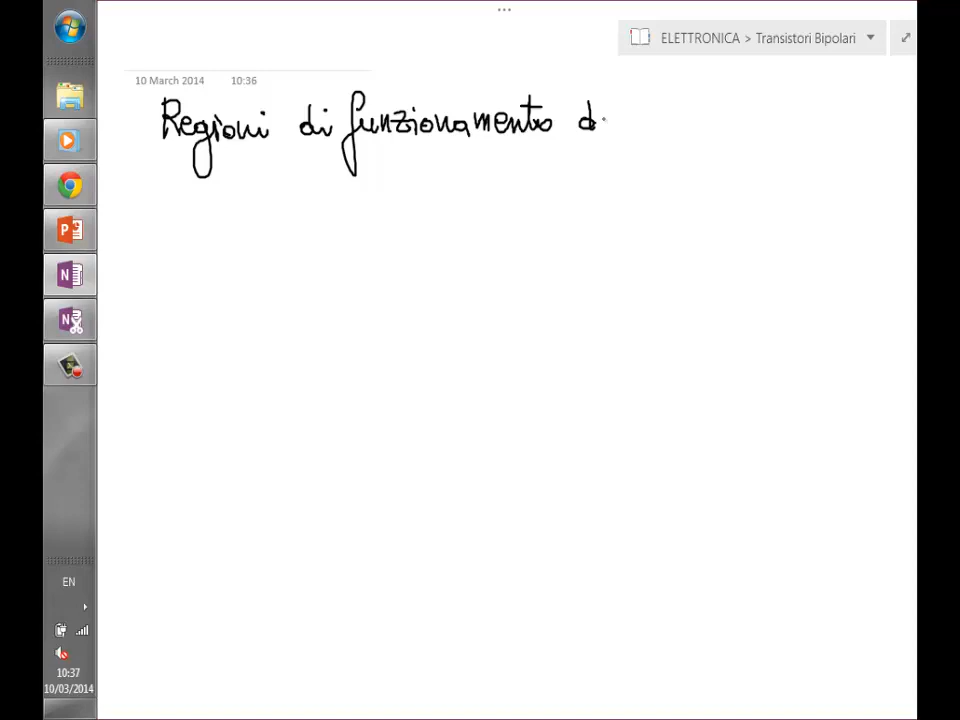 ELETTRONICA > Transistori Bipolari
10 March 2014 10:36
Regioni di funzionamento d
EN
10:37
10/03/2014